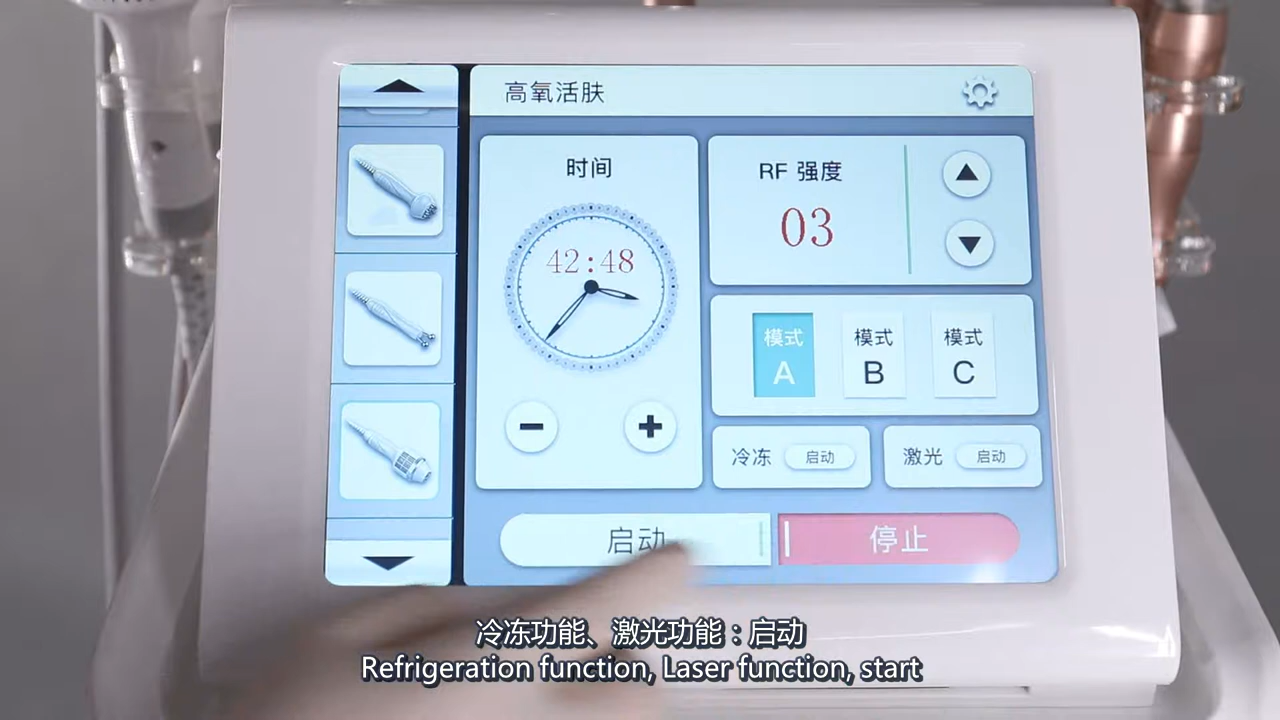 高氧活肤
时间
42:48
RF 强度
03
模式
A
模式
B
模式
C
冷冻 启动
激光 启动
启动
停止
冷冻功能、激光功能：启动
Refrigeration function, Laser function, start